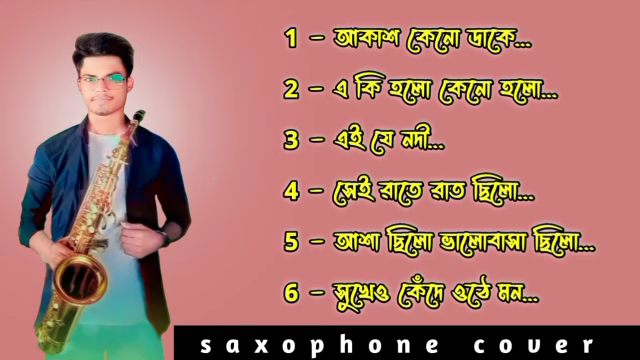 1 - আকাশ কেনো ডাকে...
2 - এ কি হলো কেনো হলো...
3 - এই যে নদী...
4 - সেই রাতে রাত ছিলো...
5 - আশা ছিলো ভালোবাসা ছিলো...
6 - সুখেও কেঁদে ওঠে মন...
saxophone cover